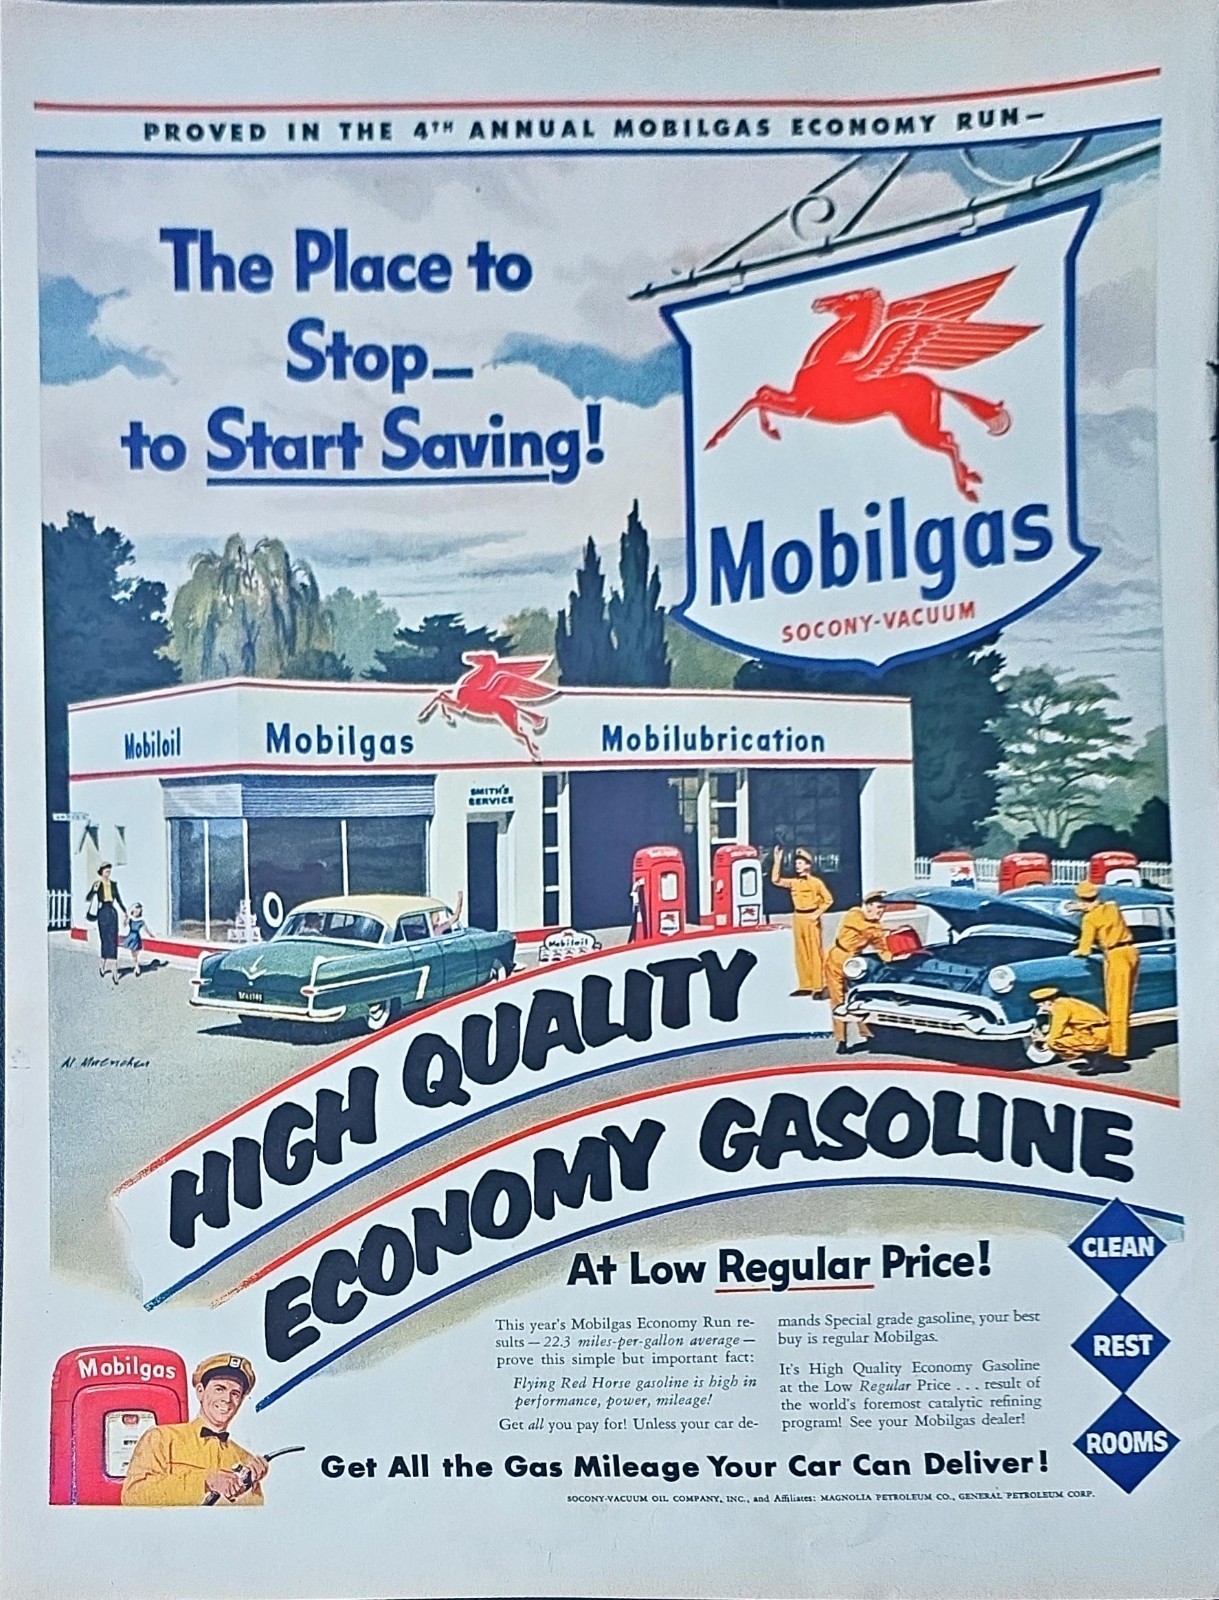 PROVED IN THE 4TH ANNUAL MOBILGAS ECONOMY RUN—
The Place to
Stop—
to Start Saving!
Mobilgas
SOCONY-VACUUM
Mobiloil
Mobilgas
Mobilubrication
SMITH'S
SERVICE
Mobiloil
HIGH QUALITY
ECONOMY GASOLINE
At Low Regular Price!
This year's Mobilgas Economy Run re-
sults — 22.3 miles-per-gallon average —
prove this simple but important fact:
Flying Red Horse gasoline is high in
performance, power, mileage!
Get all you pay for! Unless your car de-
mands Special grade gasoline, your best
buy is regular Mobilgas.
It's High Quality Economy Gasoline
at the Low Regular Price . . . result of
the world's foremost catalytic refining
program! See your Mobilgas dealer!
CLEAN
REST
ROOMS
Mobilgas
Get All the Gas Mileage Your Car Can Deliver!
SOCONY-VACUUM OIL COMPANY, INC., and Affiliates: MAGNOLIA PETROLEUM CO., GENERAL PETROLEUM CORP.